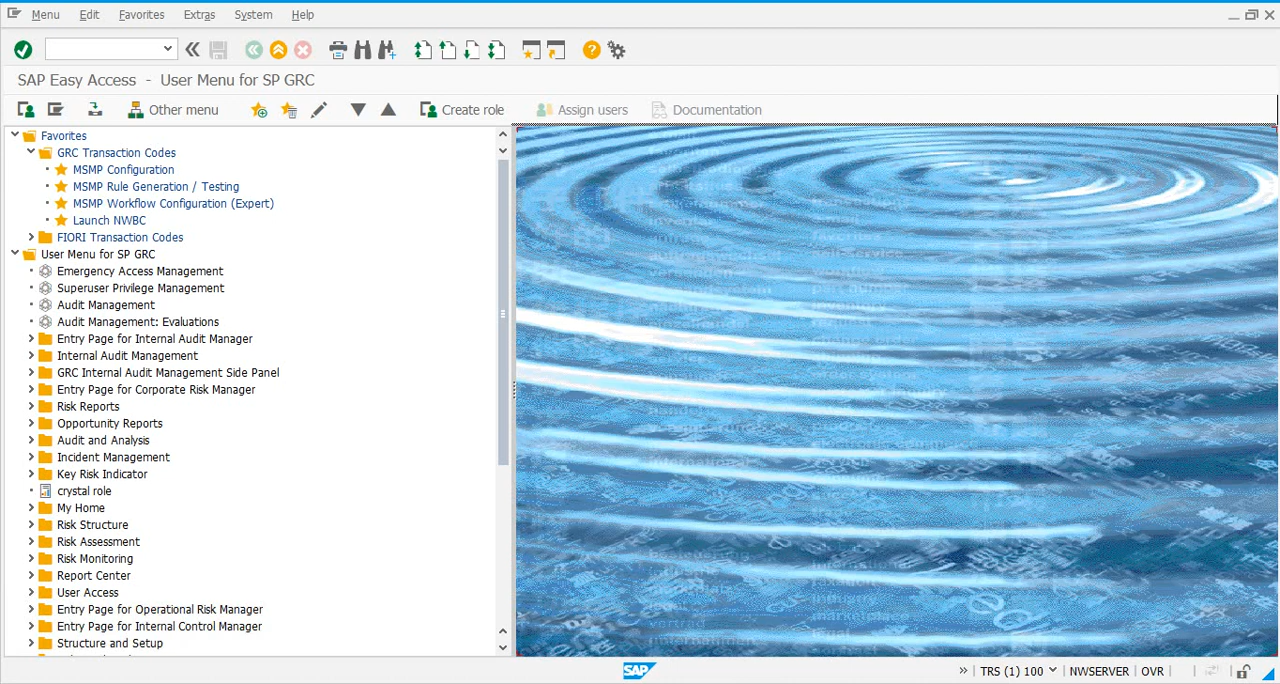 Menu Edit Favorites Extras System Help
SAP Easy Access - User Menu for SP GRC
Other menu Create role Assign users Documentation
Favorites
GRC Transaction Codes
MSMP Configuration
MSMP Rule Generation / Testing
MSMP Workflow Configuration (Expert)
Launch NWBC
FIORI Transaction Codes
User Menu for SP GRC
Emergency Access Management
Superuser Privilege Management
Audit Management
Audit Management: Evaluations
Entry Page for Internal Audit Manager
Internal Audit Management
GRC Internal Audit Management Side Panel
Entry Page for Corporate Risk Manager
Risk Reports
Opportunity Reports
Audit and Analysis
Incident Management
Key Risk Indicator
crystal role
My Home
Risk Structure
Risk Assessment
Risk Monitoring
Report Center
User Access
Entry Page for Operational Risk Manager
Entry Page for Internal Control Manager
Structure and Setup
SAP
TRS (1) 100 NWSERVER OVR